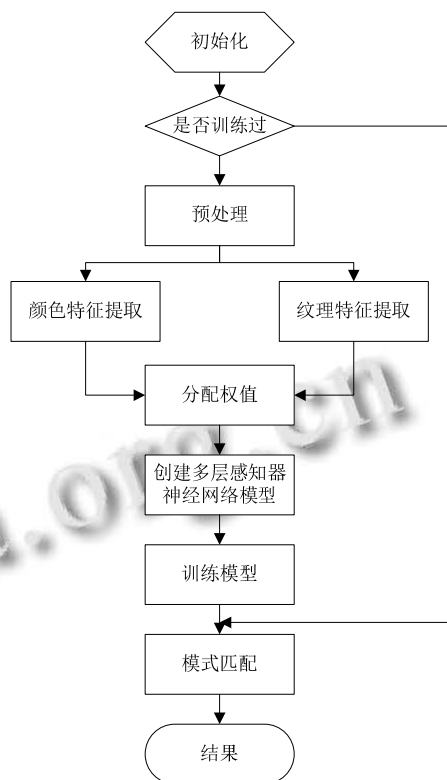 初始化
是否训练过
预处理
颜色特征提取
纹理特征提取
分配权值
创建多层感知器
神经网络模型
训练模型
模式匹配
结果
.org.cn